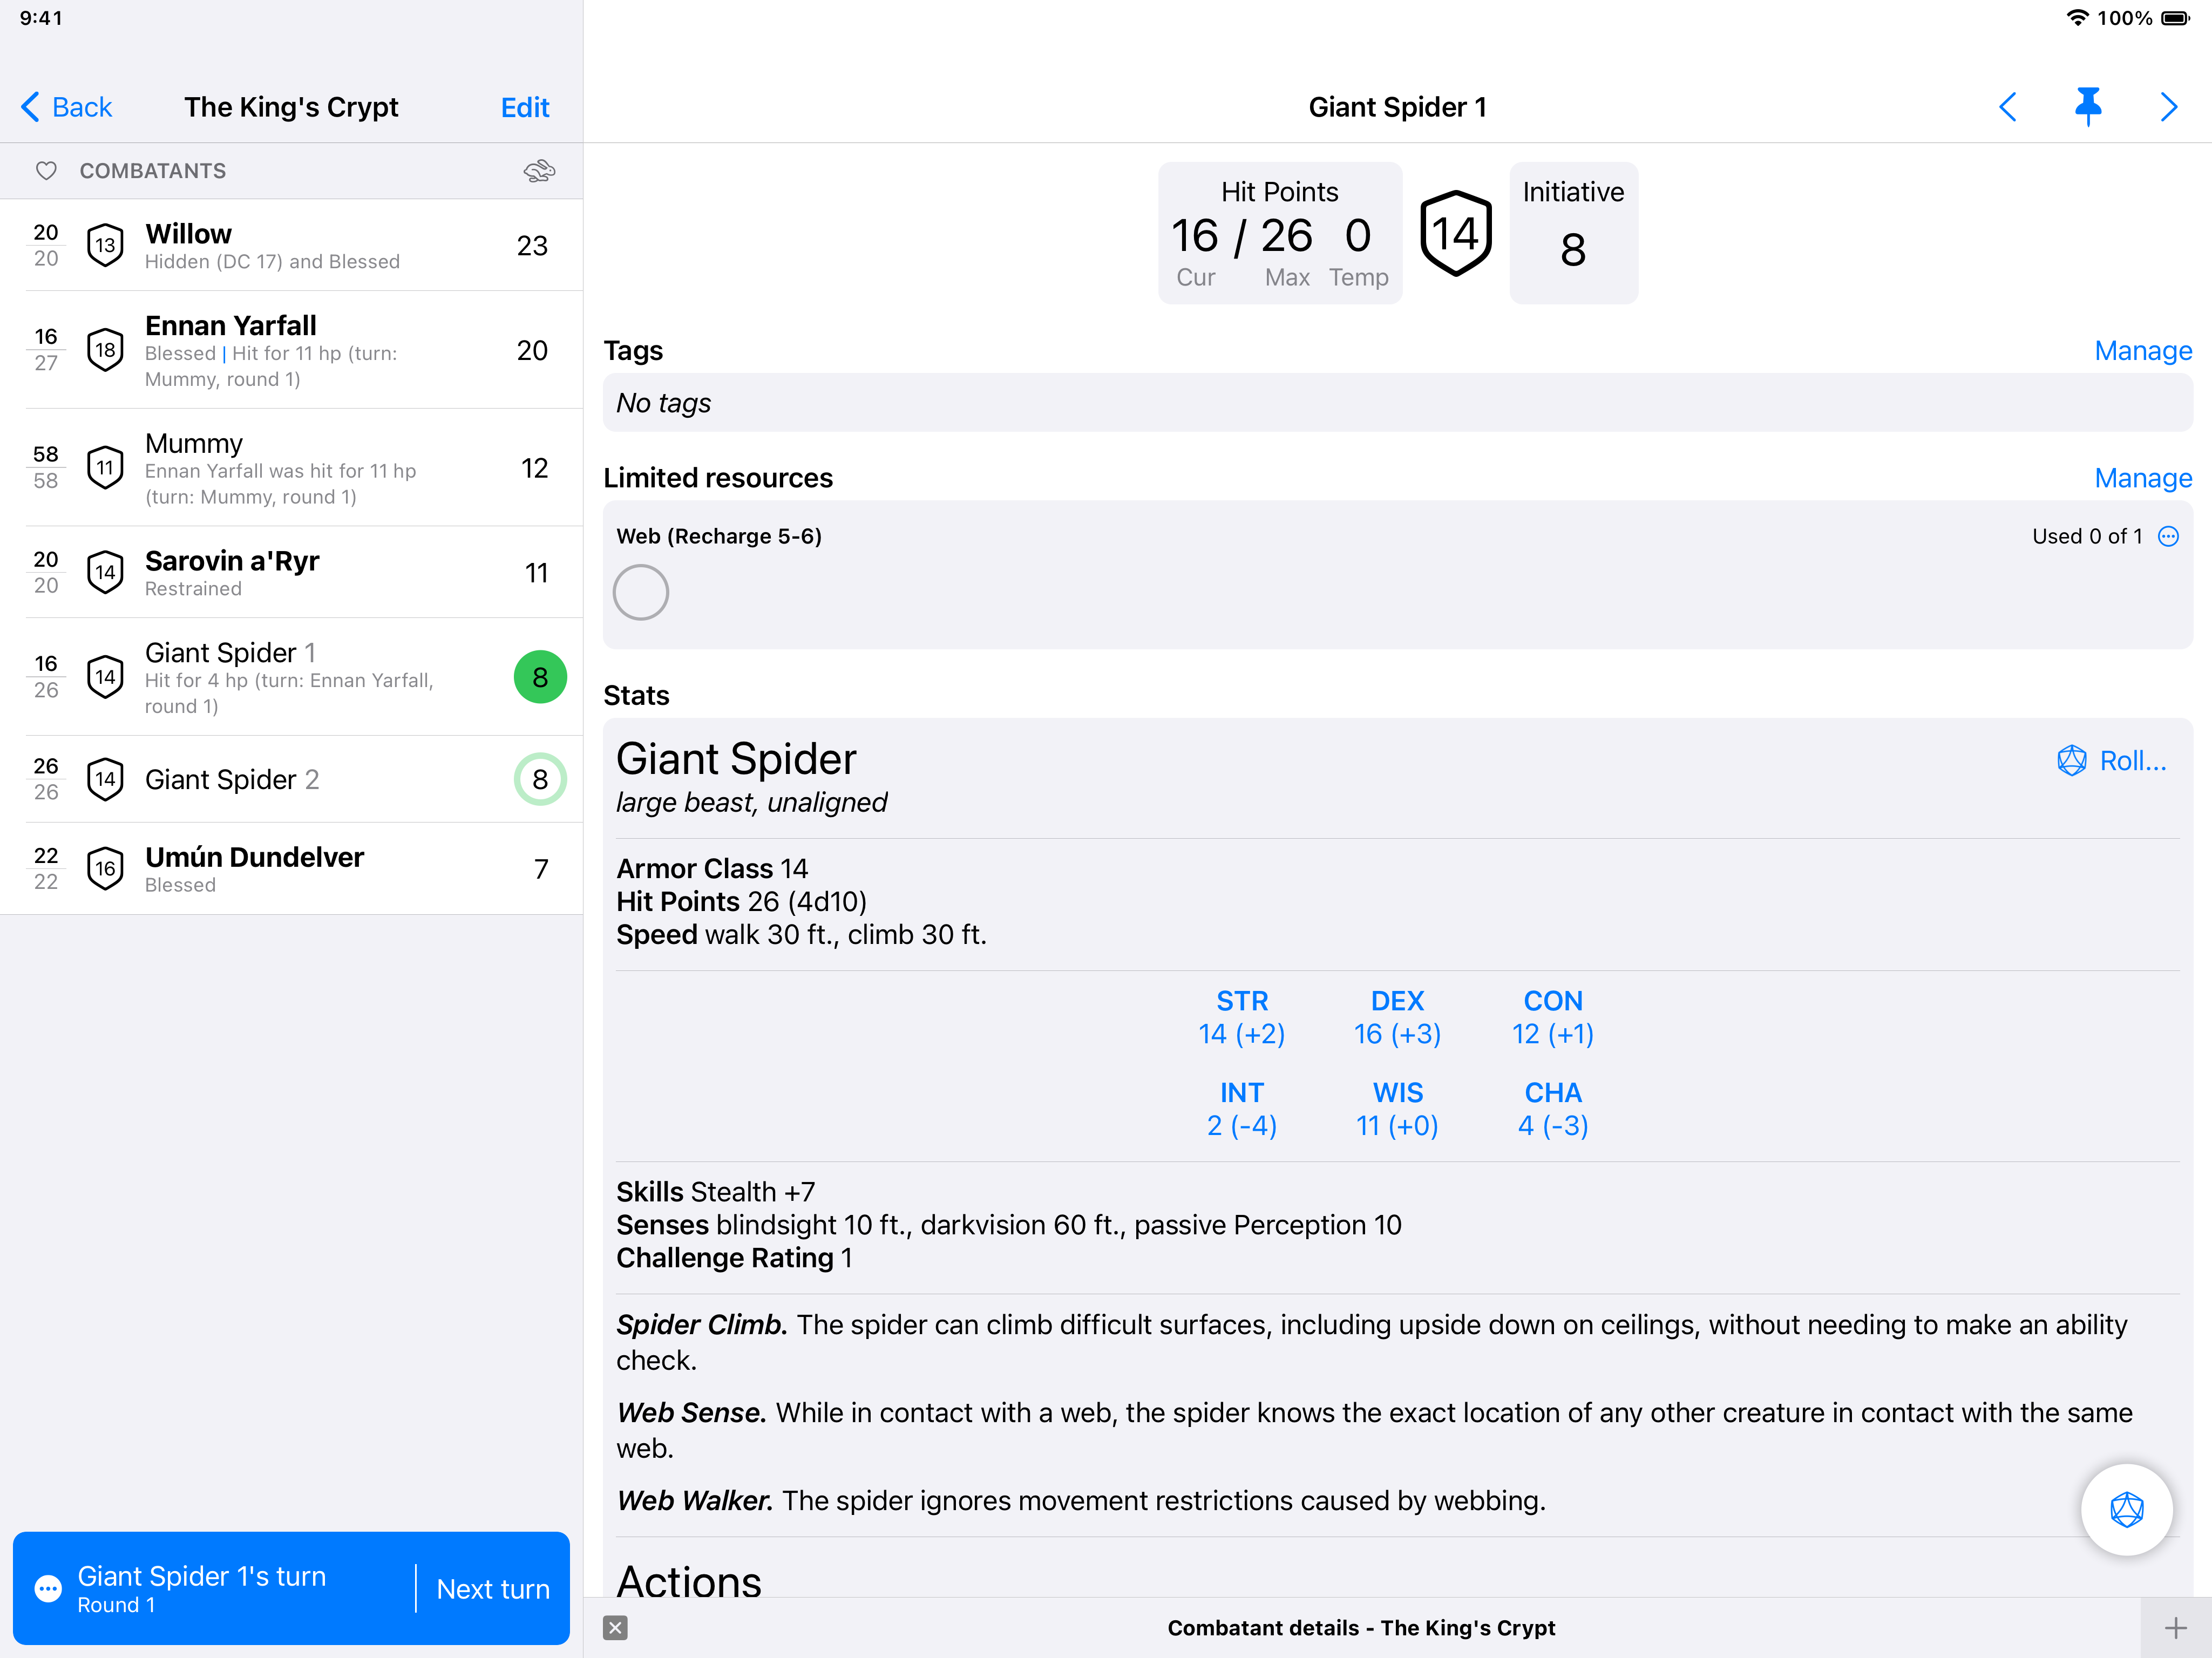 9:41
100%
Back
The King's Crypt
Edit
COMBATANTS
20
20
13
Willow
Hidden (DC 17) and Blessed
23
16
27
18
Ennan Yarfall
Blessed | Hit for 11 hp (turn:
Mummy, round 1)
20
58
58
11
Mummy
Ennan Yarfall was hit for 11 hp
(turn: Mummy, round 1)
12
20
20
14
Sarovin a'Ryr
Restrained
11
16
26
14
Giant Spider 1
Hit for 4 hp (turn: Ennan Yarfall,
round 1)
8
26
26
14
Giant Spider 2
8
22
22
16
Umún Dundelver
Blessed
7
Giant Spider 1's turn
Round 1
Next turn
Giant Spider 1
Hit Points
16 / 26 0
Cur Max Temp
14
Initiative
8
Tags
Manage
No tags
Limited resources
Manage
Web (Recharge 5-6)
Used 0 of 1
Stats
Giant Spider
Roll...
large beast, unaligned
Armor Class 14
Hit Points 26 (4d10)
Speed walk 30 ft., climb 30 ft.
STR DEX CON
14 (+2) 16 (+3) 12 (+1)
INT WIS CHA
2 (-4) 11 (+0) 4 (-3)
Skills Stealth +7
Senses blindsight 10 ft., darkvision 60 ft., passive Perception 10
Challenge Rating 1
Spider Climb. The spider can climb difficult surfaces, including upside down on ceilings, without needing to make an ability
check.
Web Sense. While in contact with a web, the spider knows the exact location of any other creature in contact with the same
web.
Web Walker. The spider ignores movement restrictions caused by webbing.
Actions
Combatant details - The King's Crypt